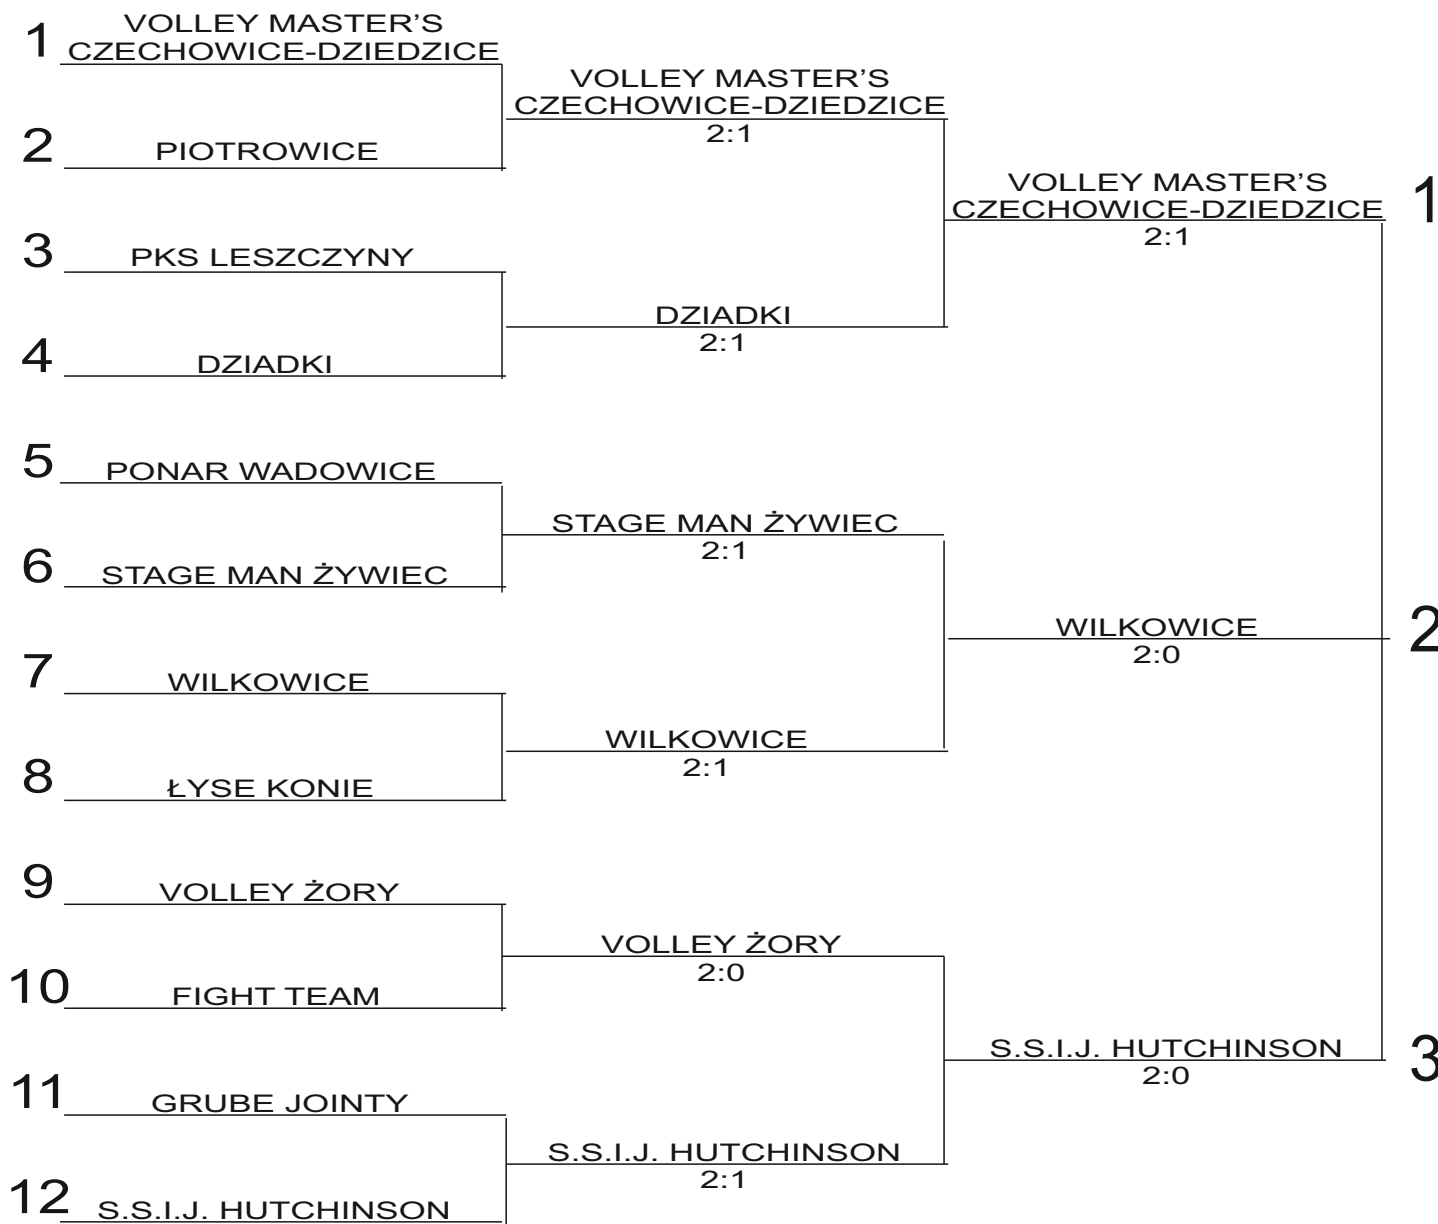 1
VOLLEY MASTER'S
CZECHOWICE-DZIEDZICE
2
PIOTROWICE
3
PKS LESZCZYNY
4
DZIADKI
5
PONAR WADOWICE
6
STAGE MAN ŻYWIEC
7
WILKOWICE
8
ŁYSE KONIE
9
VOLLEY ŻORY
10
FIGHT TEAM
11
GRUBE JOINTY
12
S.S.I.J. HUTCHINSON
VOLLEY MASTER'S
CZECHOWICE-DZIEDZICE
2:1
DZIADKI
2:1
STAGE MAN ŻYWIEC
2:1
WILKOWICE
2:1
VOLLEY ŻORY
2:0
S.S.I.J. HUTCHINSON
2:1
VOLLEY MASTER'S
CZECHOWICE-DZIEDZICE
2:1
1
WILKOWICE
2:0
2
S.S.I.J. HUTCHINSON
2:0
3